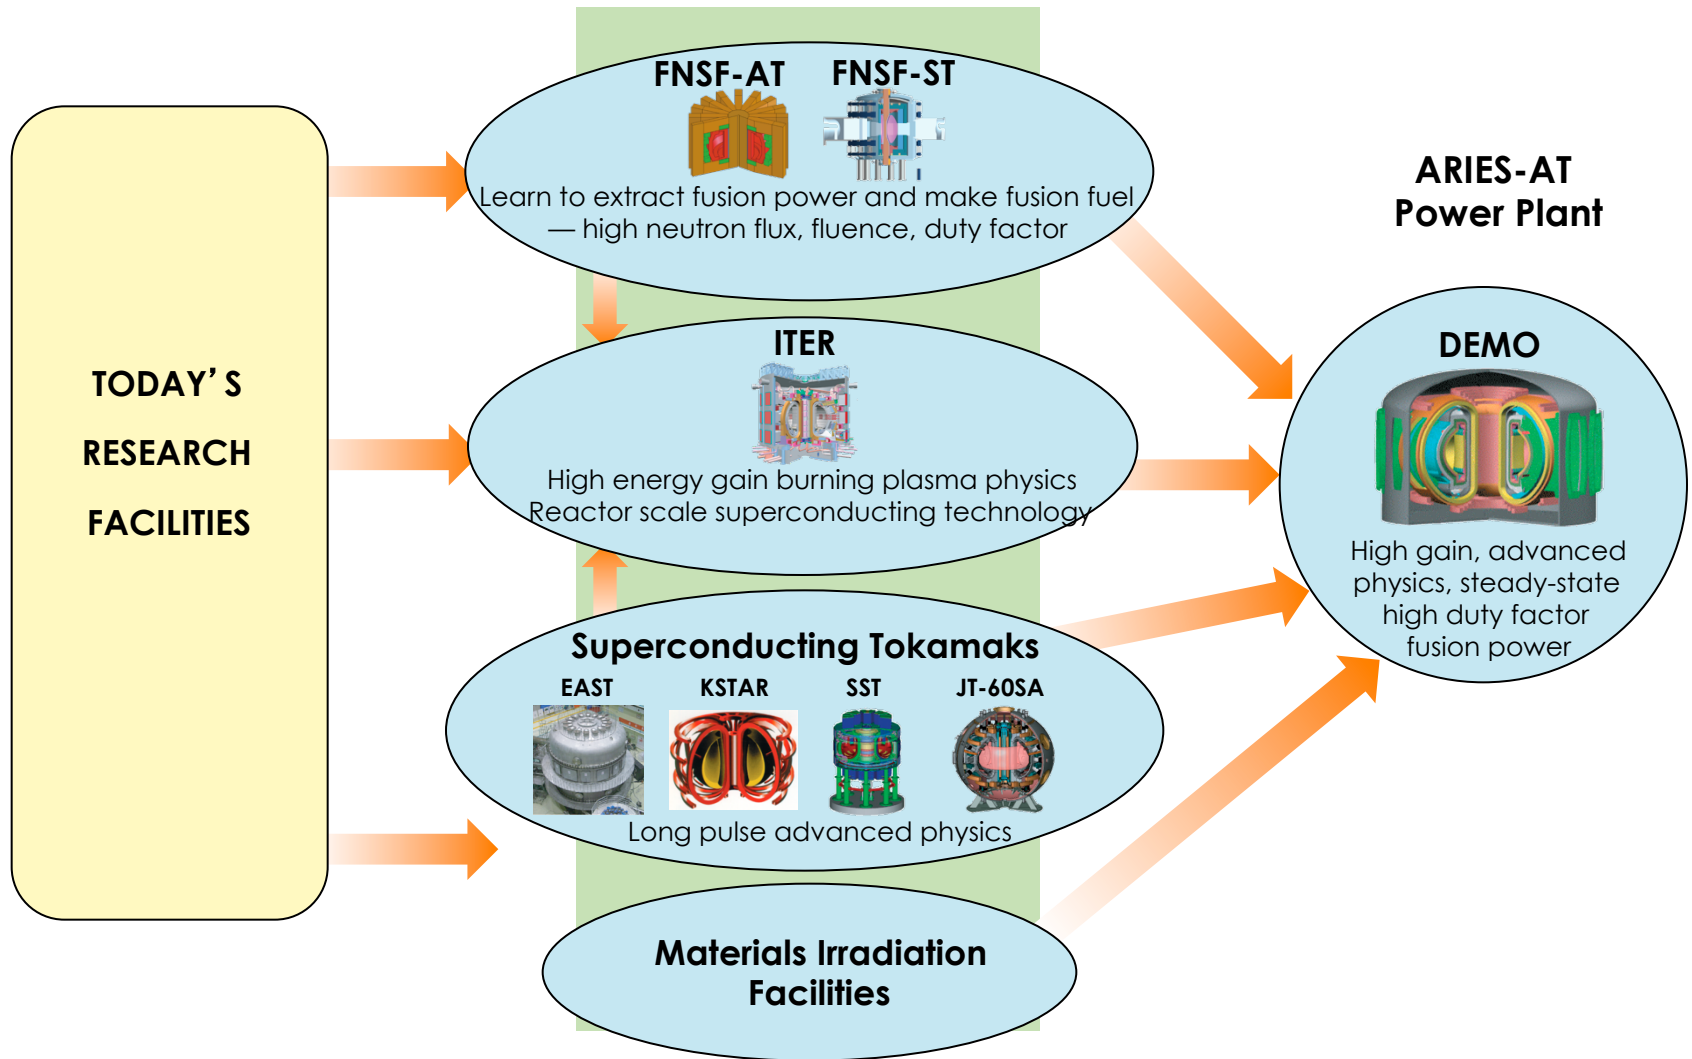 TODAY’S
RESEARCH
FACILITIES
FNSF-AT
FNSF-ST
Learn to extract fusion power and make fusion fuel
— high neutron flux, fluence, duty factor
ITER
High energy gain burning plasma physics
Reactor scale superconducting technology
Superconducting Tokamaks
EAST
KSTAR
SST
JT-60SA
Long pulse advanced physics
Materials Irradiation
Facilities
ARIES-AT
Power Plant
DEMO
High gain, advanced
physics, steady-state
high duty factor
fusion power